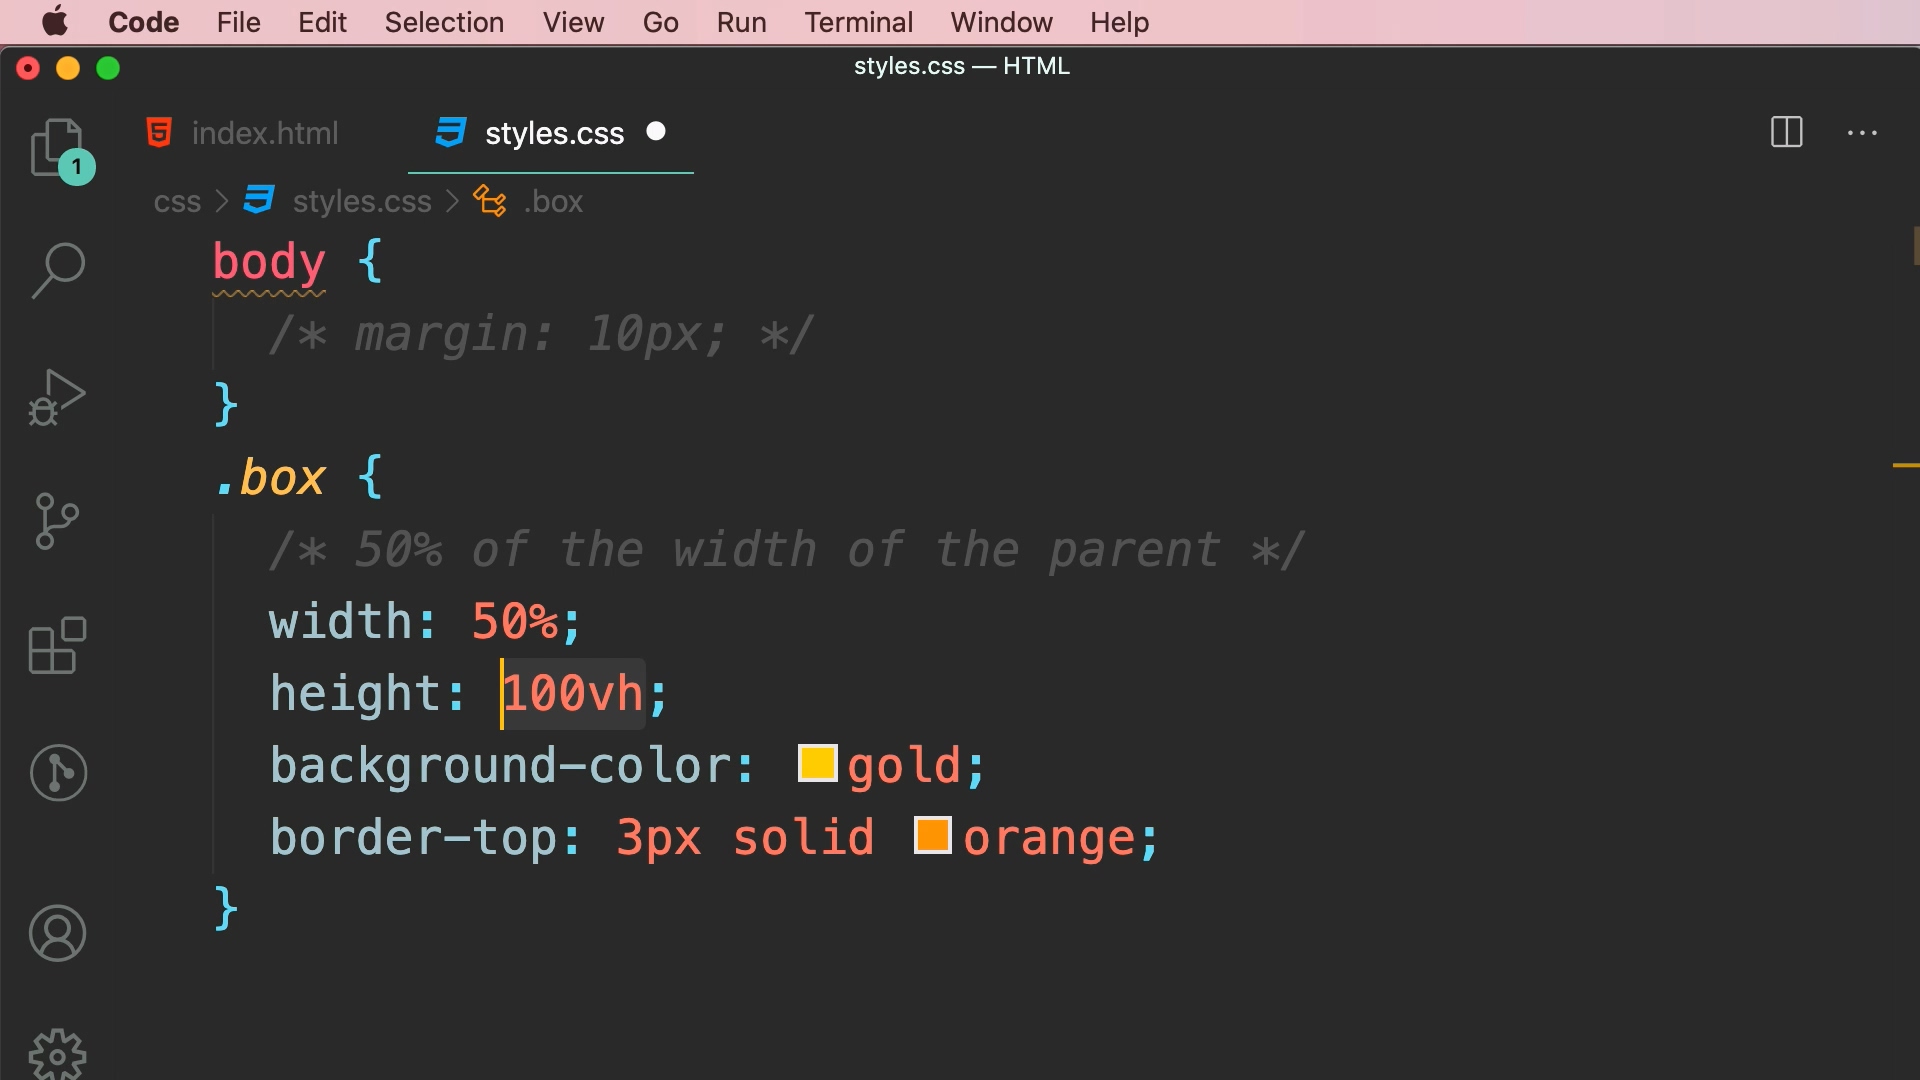 Code File Edit Selection View Go Run Terminal Window Help
styles.css — HTML
index.html styles.css
1
css > styles.css > .box
body {
/* margin: 10px; */
}
.box {
/* 50% of the width of the parent */
width: 50%;
height: 100vh;
background-color: gold;
border-top: 3px solid orange;
}